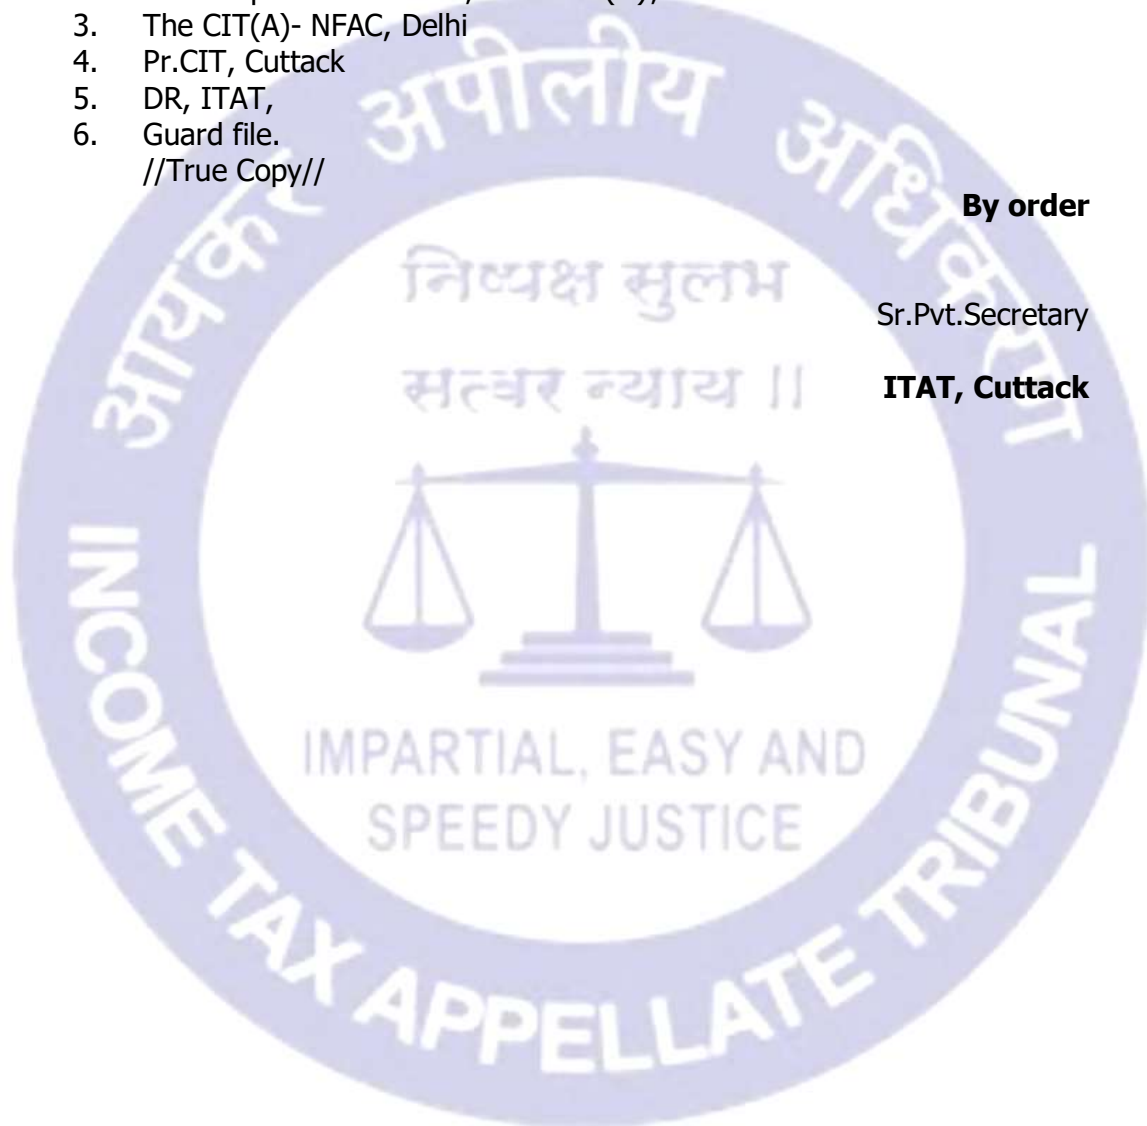 3. The CIT(A)- NFAC, Delhi
4. Pr.CIT, Cuttack
5. DR, ITAT,
6. Guard file.
//True Copy//
By order
Sr.Pvt.Secretary
ITAT, Cuttack
आयकर अपीलीय अधिकरण
निष्पक्ष सुलभ
सत्वर न्याय ||
IMPARTIAL, EASY AND
SPEEDY JUSTICE
INCOME TAX APPELLATE TRIBUNAL